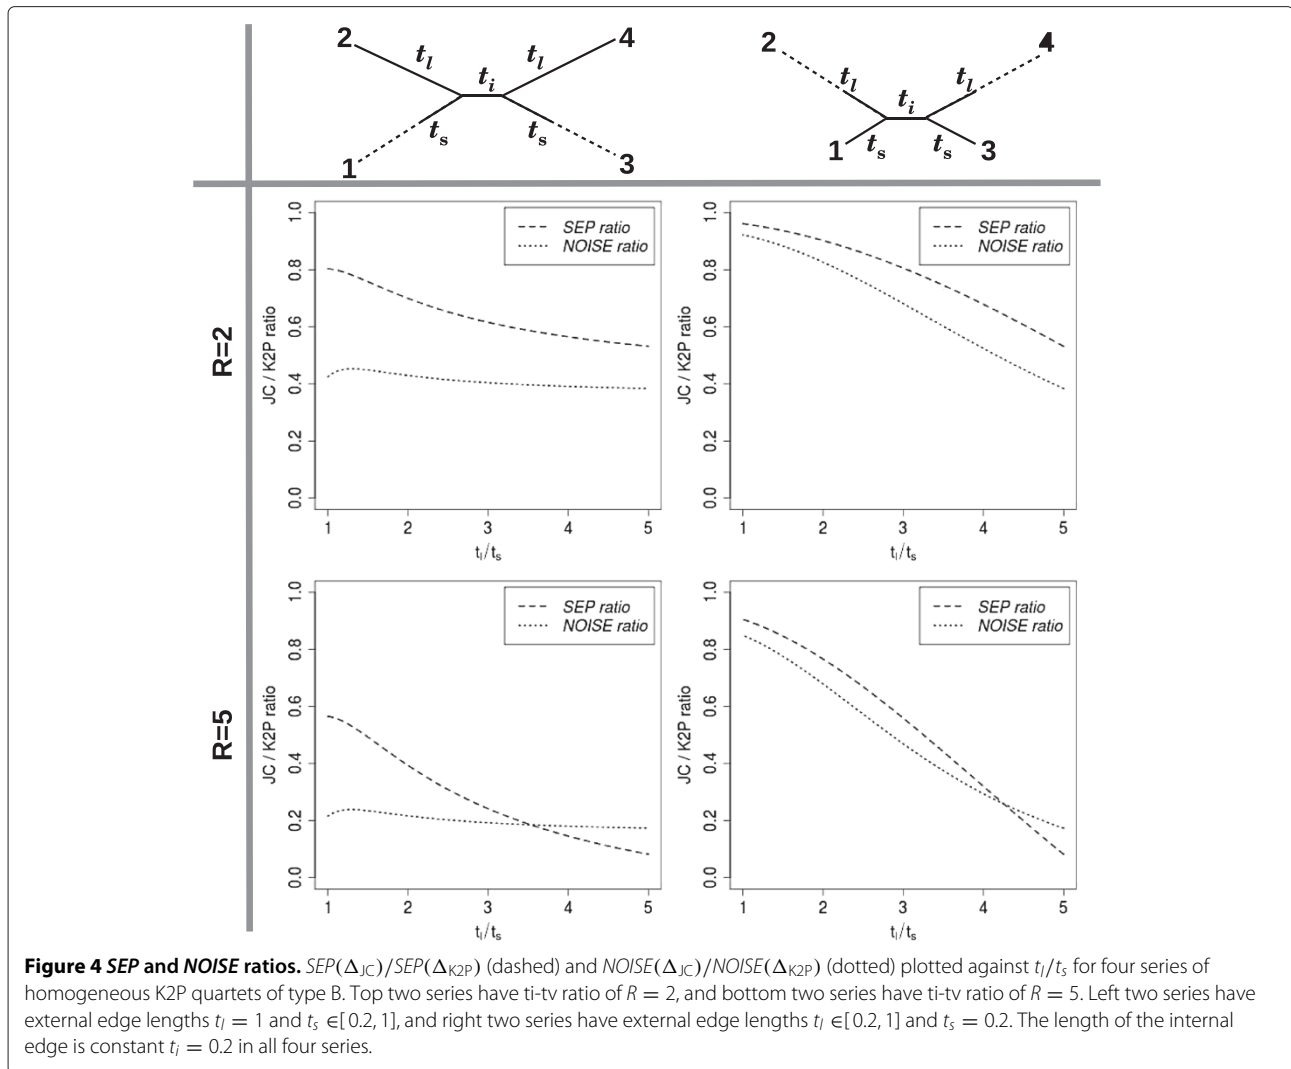 2 4
t_l t_l
t_i
t_s t_s
1 3
2 4
t_l t_l
t_i
1 t_s t_s 3
R=2
JC / K2P ratio
1.0
0.8
0.6
0.4
0.2
0.0
SEP ratio
NOISE ratio
1 2 3 4 5
t_l/t_s
JC / K2P ratio
1.0
0.8
0.6
0.4
0.2
0.0
SEP ratio
NOISE ratio
1 2 3 4 5
t_l/t_s
R=5
JC / K2P ratio
1.0
0.8
0.6
0.4
0.2
0.0
SEP ratio
NOISE ratio
1 2 3 4 5
t_l/t_s
JC / K2P ratio
1.0
0.8
0.6
0.4
0.2
0.0
SEP ratio
NOISE ratio
1 2 3 4 5
t_l/t_s
Figure 4 SEP and NOISE ratios. SEP(Δ_JC)/SEP(Δ_K2P) (dashed) and NOISE(Δ_JC)/NOISE(Δ_K2P) (dotted) plotted against t_l/t_s for four series of
homogeneous K2P quartets of type B. Top two series have ti-tv ratio of R = 2, and bottom two series have ti-tv ratio of R = 5. Left two series have
external edge lengths t_l = 1 and t_s ∈[0.2, 1], and right two series have external edge lengths t_l ∈[0.2, 1] and t_s = 0.2. The length of the internal
edge is constant t_i = 0.2 in all four series.